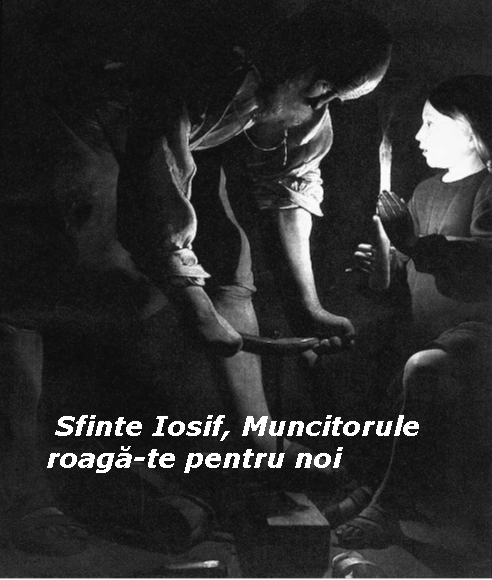 Sfinte Iosif, Muncitorule
roagă-te pentru noi